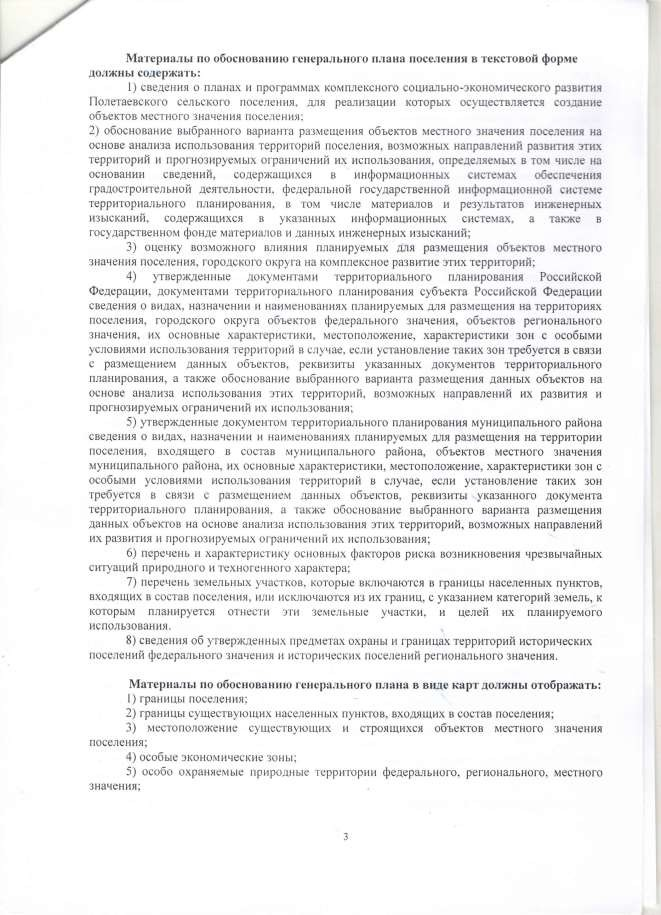 Материалы по обоснованию генерального плана поселения в текстовой форме
должны содержать:
1) сведения о планах и программах комплексного социально-экономического развития
Полетаевского сельского поселения, для реализации которых осуществляется создание
объектов местного значения поселения;
2) обоснование выбранного варианта размещения объектов местного значения поселения на
основе анализа использования территорий поселения, возможных направлений развития этих
территорий и прогнозируемых ограничений их использования, определяемых в том числе на
основании сведений, содержащихся в информационных системах обеспечения
градостроительной деятельности, федеральной государственной информационной системе
территориального планирования, в том числе материалов и результатов инженерных
изысканий, содержащихся в указанных информационных системах, а также в
государственном фонде материалов и данных инженерных изысканий;
3) оценку возможного влияния планируемых для размещения объектов местного
значения поселения, городского округа на комплексное развитие этих территорий;
4) утвержденные документами территориального планирования Российской
Федерации, документами территориального планирования субъекта Российской Федерации
сведения о видах, назначении и наименованиях планируемых для размещения на территориях
поселения, городского округа объектов федерального значения, объектов регионального
значения, их основные характеристики, местоположение, характеристики зон с особыми
условиями использования территорий в случае, если установление таких зон требуется в связи
с размещением данных объектов, реквизиты указанных документов территориального
планирования, а также обоснование выбранного варианта размещения данных объектов на
основе анализа использования этих территорий, возможных направлений их развития и
прогнозируемых ограничений их использования;
5) утвержденные документом территориального планирования муниципального района
сведения о видах, назначении и наименованиях планируемых для размещения на территории
поселения, входящего в состав муниципального района, объектов местного значения
муниципального района, их основные характеристики, местоположение, характеристики зон с
особыми условиями использования территорий в случае, если установление таких зон
требуется в связи с размещением данных объектов, реквизиты указанного документа
территориального планирования, а также обоснование выбранного варианта размещения
данных объектов на основе анализа использования этих территорий, возможных направлений
их развития и прогнозируемых ограничений их использования;
6) перечень и характеристику основных факторов риска возникновения чрезвычайных
ситуаций природного и техногенного характера;
7) перечень земельных участков, которые включаются в границы населенных пунктов,
входящих в состав поселения, или исключаются из их границ, с указанием категорий земель, к
которым планируется отнести эти земельные участки, и целей их планируемого
использования.
8) сведения об утвержденных предметах охраны и границах территорий исторических
поселений федерального значения и исторических поселений регионального значения.
Материалы по обоснованию генерального плана в виде карт должны отображать:
1) границы поселения;
2) границы существующих населенных пунктов, входящих в состав поселения;
3) местоположение существующих и строящихся объектов местного значения
поселения;
4) особые экономические зоны;
5) особо охраняемые природные территории федерального, регионального, местного
значения;
3